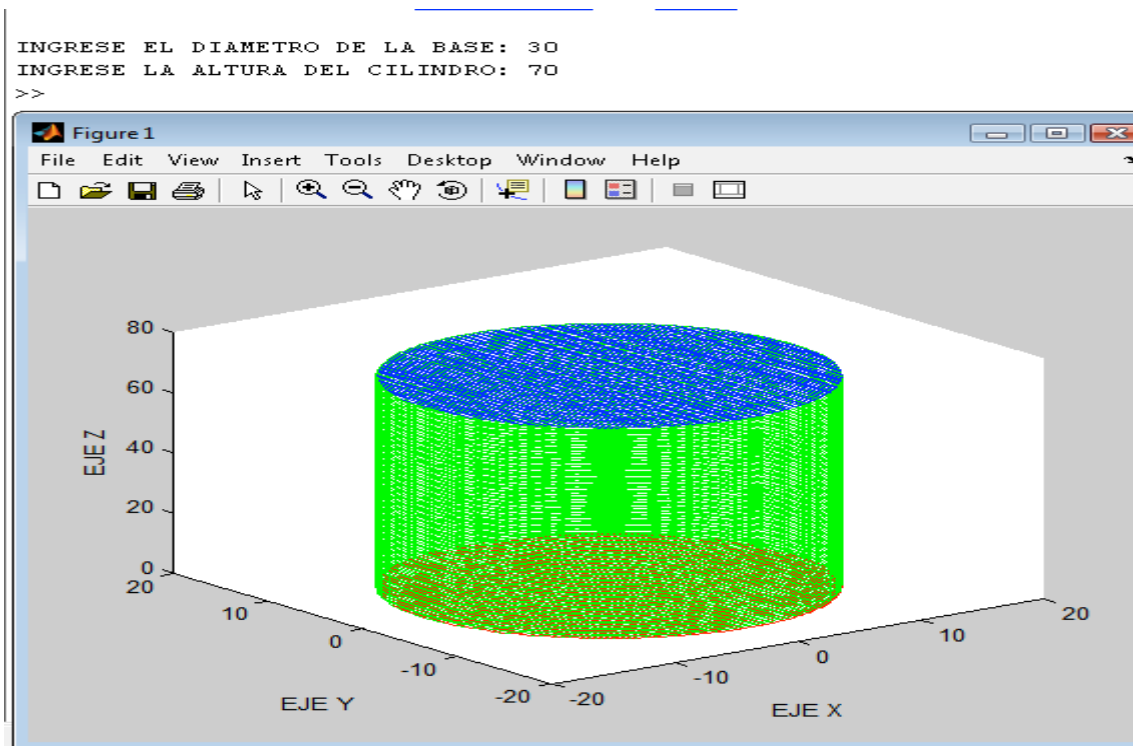 INGRESE EL DIAMETRO DE LA BASE: 30
INGRESE LA ALTURA DEL CILINDRO: 70
>>
Figure 1
File Edit View Insert Tools Desktop Window Help
80
60
40
20
0
EJE Z
20
10
0
-10
-20
EJE Y
-20
-10
0
10
20
EJE X